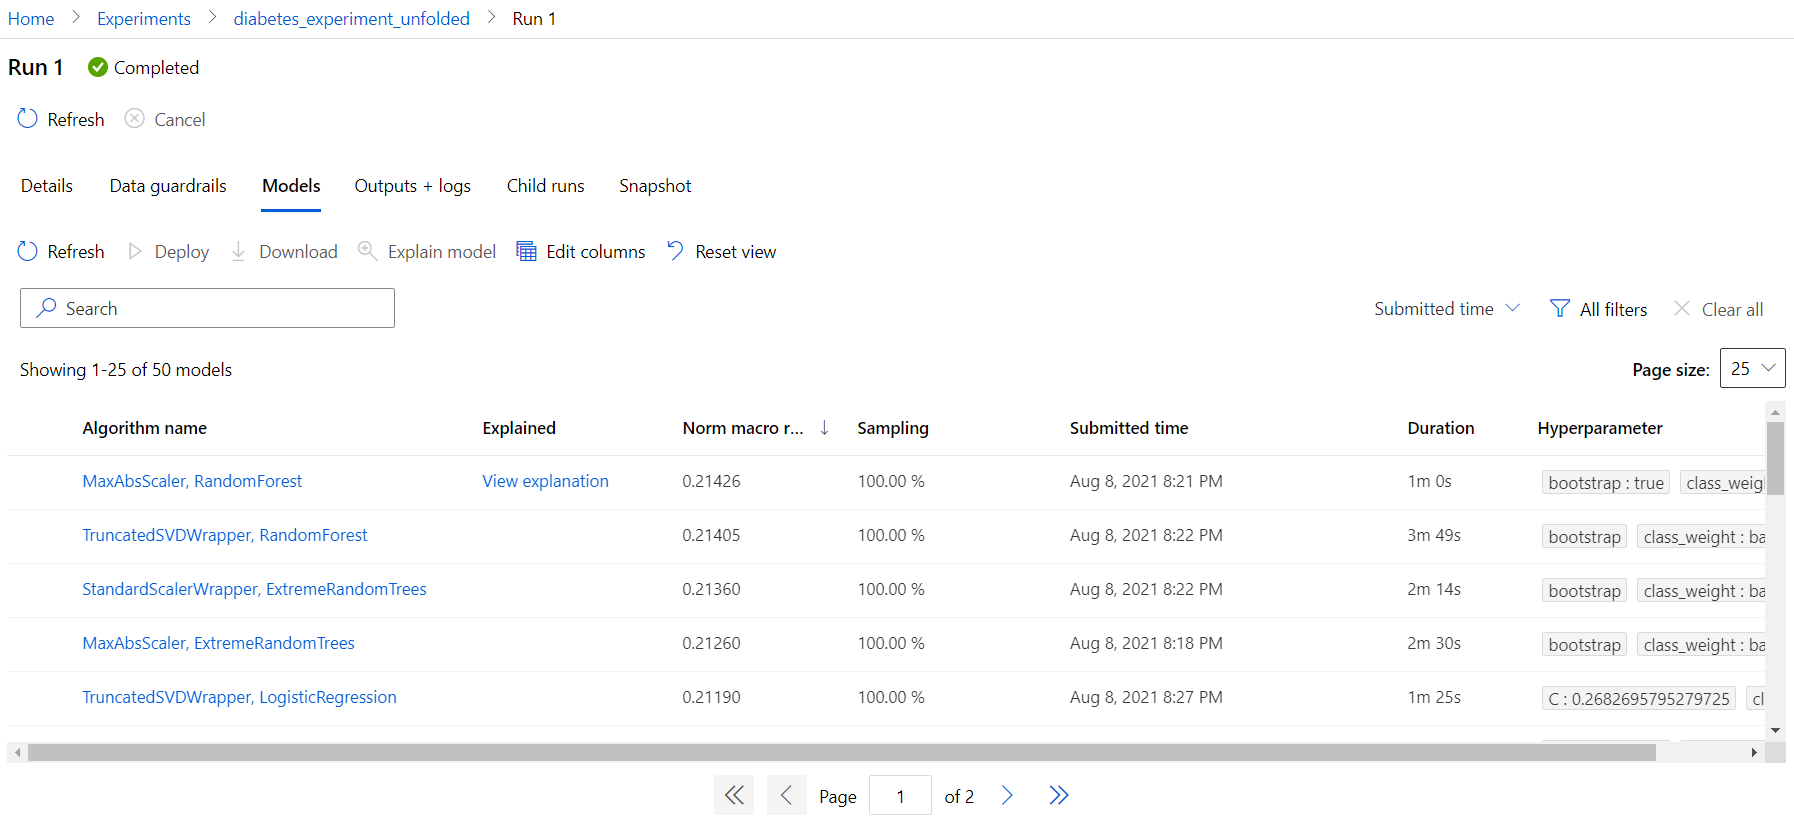 Home > Experiments > diabetes_experiment_unfolded > Run 1
Run 1 Completed
Refresh Cancel
Details Data guardrails Models Outputs + logs Child runs Snapshot
Refresh Deploy Download Explain model Edit columns Reset view
Search Submitted time All filters Clear all
Showing 1-25 of 50 models Page size: 25
Algorithm name Explained Norm macro r... Sampling Submitted time Duration Hyperparameter
MaxAbsScaler, RandomForest View explanation 0.21426 100.00 % Aug 8, 2021 8:21 PM 1m 0s bootstrap : true class_weig
TruncatedSVDWrapper, RandomForest 0.21405 100.00 % Aug 8, 2021 8:22 PM 3m 49s bootstrap class_weight : ba
StandardScalerWrapper, ExtremeRandomTrees 0.21360 100.00 % Aug 8, 2021 8:22 PM 2m 14s bootstrap class_weight : ba
MaxAbsScaler, ExtremeRandomTrees 0.21260 100.00 % Aug 8, 2021 8:18 PM 2m 30s bootstrap class_weight : ba
TruncatedSVDWrapper, LogisticRegression 0.21190 100.00 % Aug 8, 2021 8:27 PM 1m 25s C : 0.2682695795279725 cl
Page 1 of 2